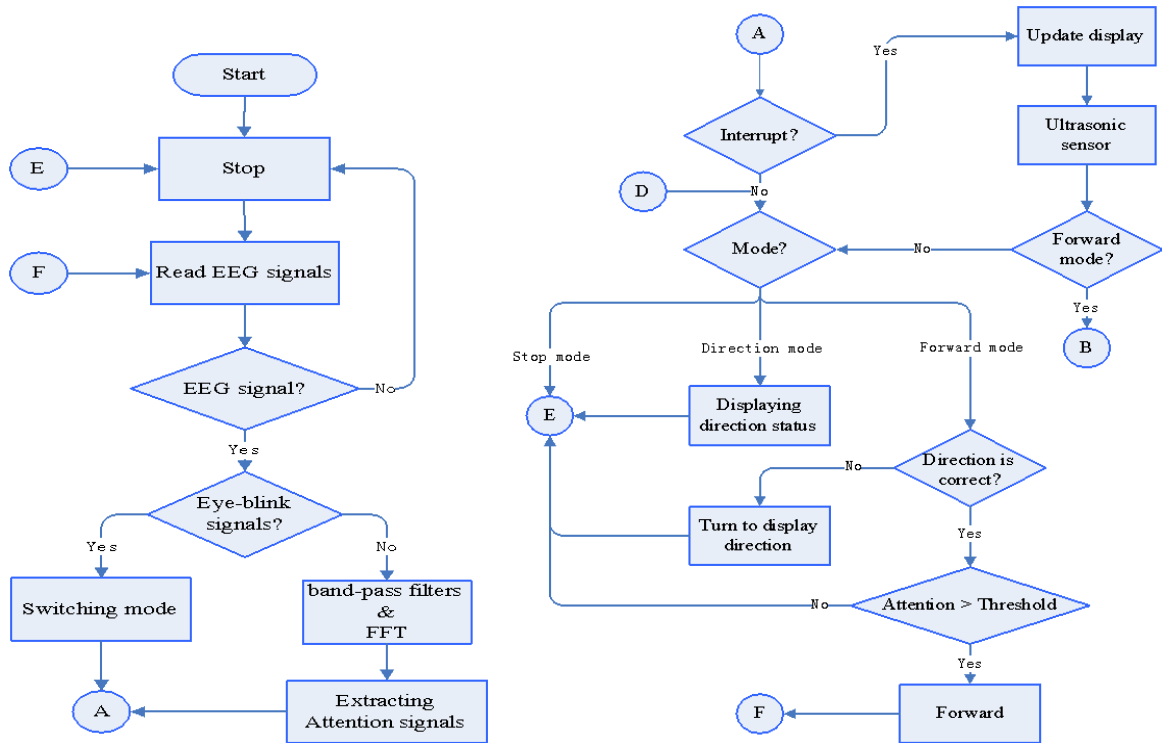 Start
E
Stop
F
Read EEG signals
EEG signal?
No
Yes
Eye-blink
signals?
Yes
No
Switching mode
band-pass filters
&
FFT
A
Extracting
Attention signals
A
Yes
Update display
Interrupt?
Ultrasonic
sensor
D
No
Mode?
No
Forward
mode?
Yes
B
Stop mode
Direction mode
Forward mode
E
Displaying
direction status
No
Direction is
correct?
Turn to display
direction
Yes
No
Attention > Threshold
Yes
F
Forward